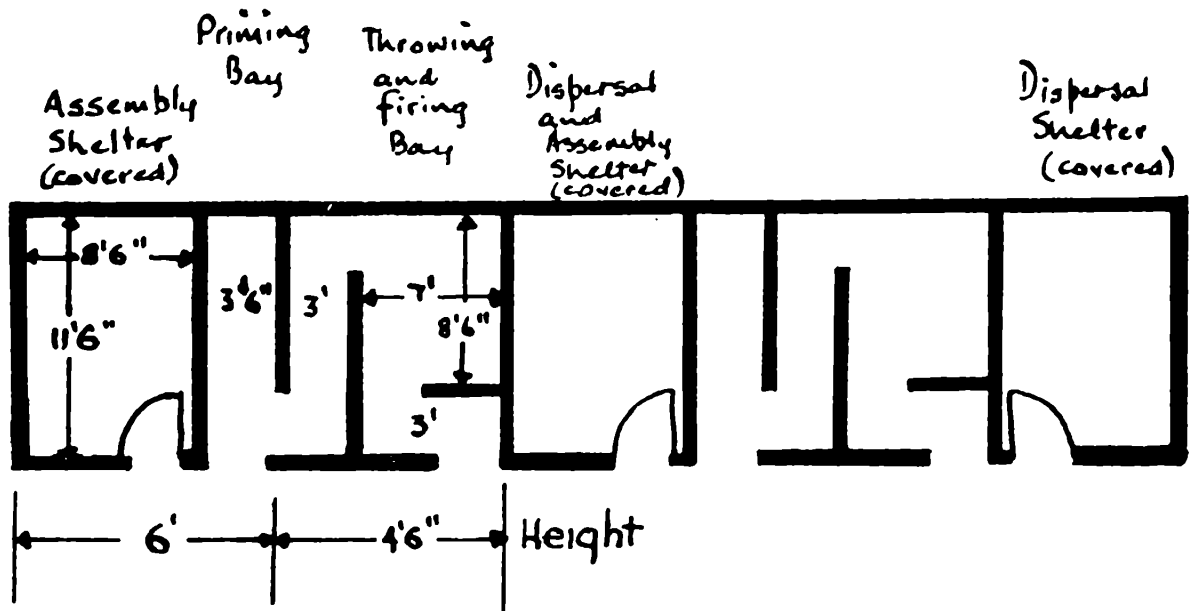 Priming
Bay
Throwing
and
firing
Bay
Assembly
Shelter
(covered)
Dispersal
and
Assembly
Shelter
(covered)
Dispersal
Shelter
(covered)
8'6"
11'6"
3'6"
3'
7'
8'6"
3'
6'
4'6"
Height